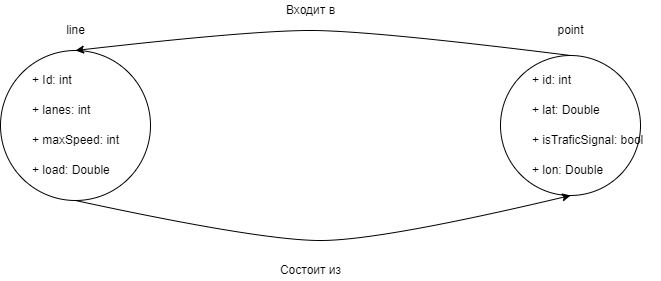 Входит в
line
point
+ Id: int
+ lanes: int
+ maxSpeed: int
+ load: Double
+ id: int
+ lat: Double
+ isTraficSignal: bool
+ lon: Double
Состоит из